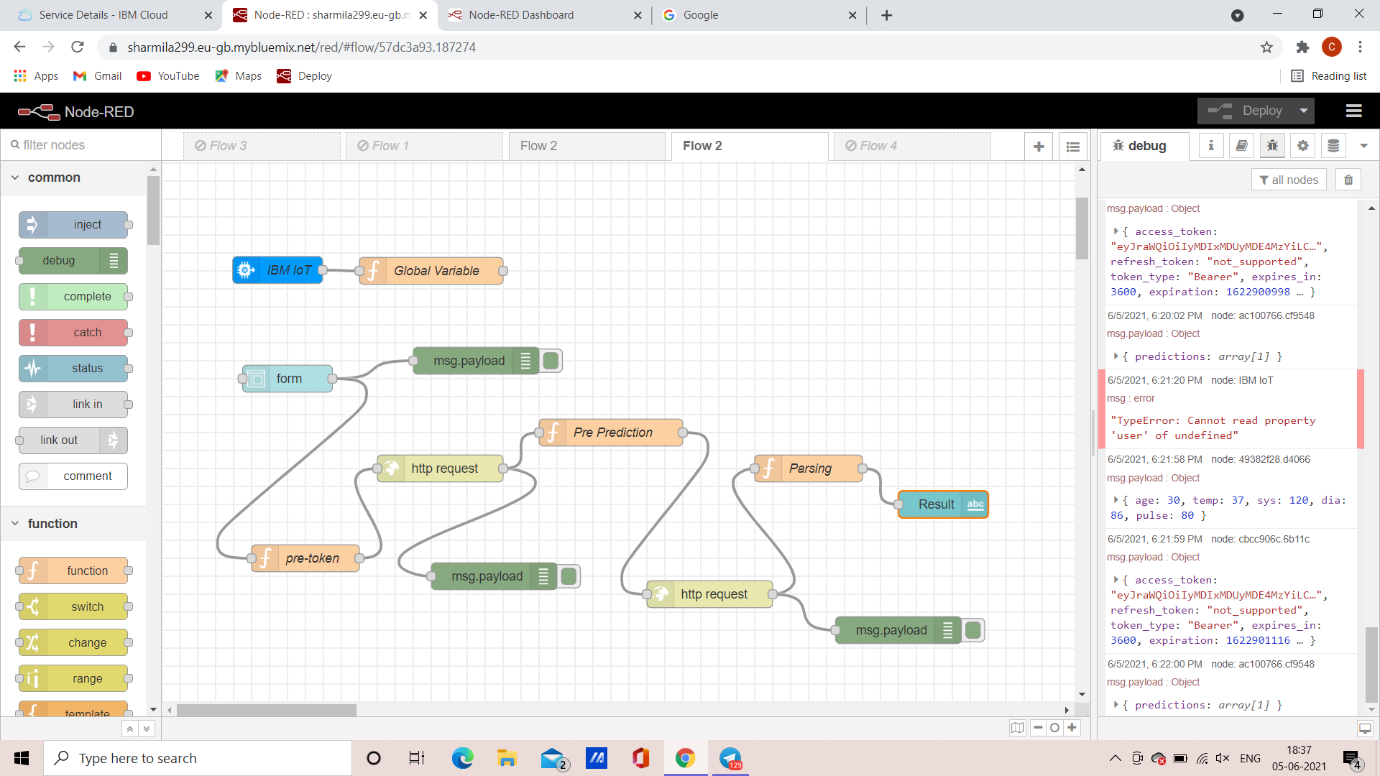 Service Details - IBM Cloud
Node-RED : sharmila299.eu-gb.m
Node-RED Dashboard
Google
sharmila299.eu-gb.mybluemix.net/red/#flow/57dc3a93.187274
C
Apps
Gmail
YouTube
Maps
Deploy
Reading list
Node-RED
Deploy
filter nodes
Flow 3
Flow 1
Flow 2
Flow 2
Flow 4
debug
all nodes
common
inject
debug
complete
catch
status
link in
link out
comment
function
function
switch
change
range
template
IBM IoT
Global Variable
form
msg.payload
Pre Prediction
http request
Parsing
Result
abc
pre-token
msg.payload
http request
msg.payload
msg.payload : Object
{ access_token:
"eyJraWQiOiIyMDIxMDUyMDE4MzYiLC…",
refresh_token: "not_supported",
token_type: "Bearer", expires_in:
3600, expiration: 1622900998 … }
6/5/2021, 6:20:02 PM node: ac100766.cf9548
msg.payload : Object
{ predictions: array[1] }
6/5/2021, 6:21:20 PM node: IBM IoT
msg : error
"TypeError: Cannot read property
'user' of undefined"
6/5/2021, 6:21:58 PM node: 49382f28.d4066
msg.payload : Object
{ age: 30, temp: 37, sys: 120, dia:
86, pulse: 80 }
6/5/2021, 6:21:59 PM node: cbcc906c.6b11c
msg.payload : Object
{ access_token:
"eyJraWQiOiIyMDIxMDUyMDE4MzYiLC…",
refresh_token: "not_supported",
token_type: "Bearer", expires_in:
3600, expiration: 1622901116 … }
6/5/2021, 6:22:00 PM node: ac100766.cf9548
msg.payload : Object
{ predictions: array[1] }
Type here to search
2
129
ENG
18:37
05-06-2021
4